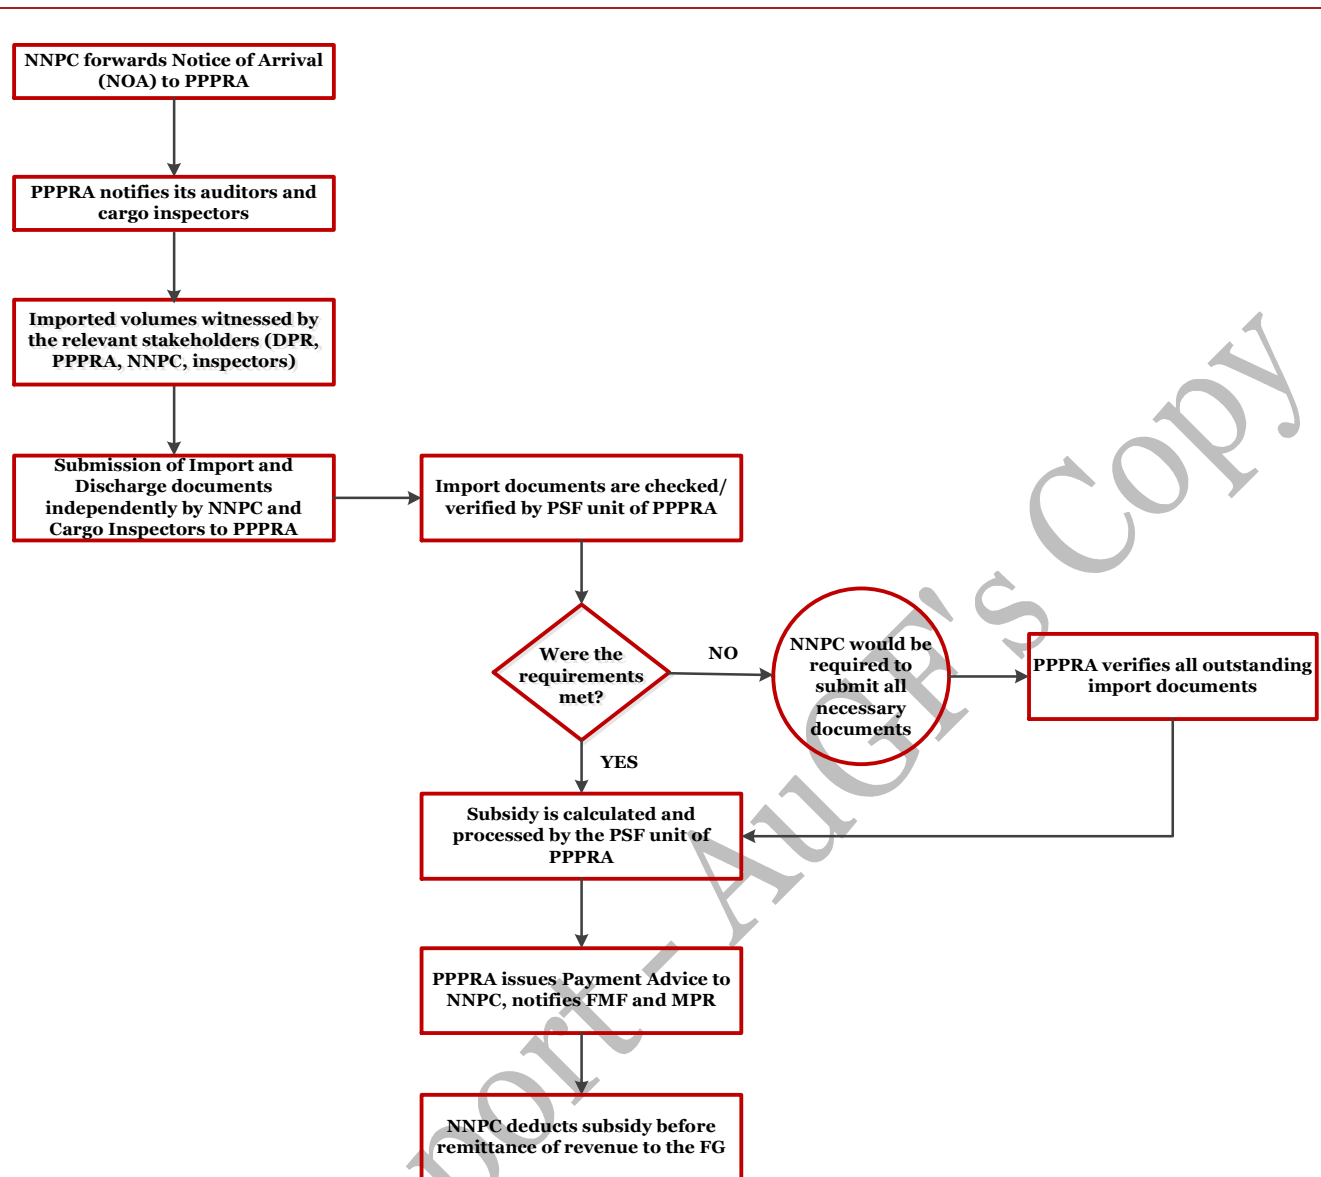 NNPC forwards Notice of Arrival
(NOA) to PPPRA
PPPRA notifies its auditors and
cargo inspectors
Imported volumes witnessed by
the relevant stakeholders (DPR,
PPPRA, NNPC, inspectors)
Submission of Import and
Discharge documents
independently by NNPC and
Cargo Inspectors to PPPRA
Import documents are checked/
verified by PSF unit of PPPRA
Were the
requirements
met?
NO
NNPC would be
required to
submit all
necessary
documents
PPPRA verifies all outstanding
import documents
YES
Subsidy is calculated and
processed by the PSF unit of
PPPRA
PPPRA issues Payment Advice to
NNPC, notifies FMF and MPR
NNPC deducts subsidy before
remittance of revenue to the FG
port - AuGF's Copy